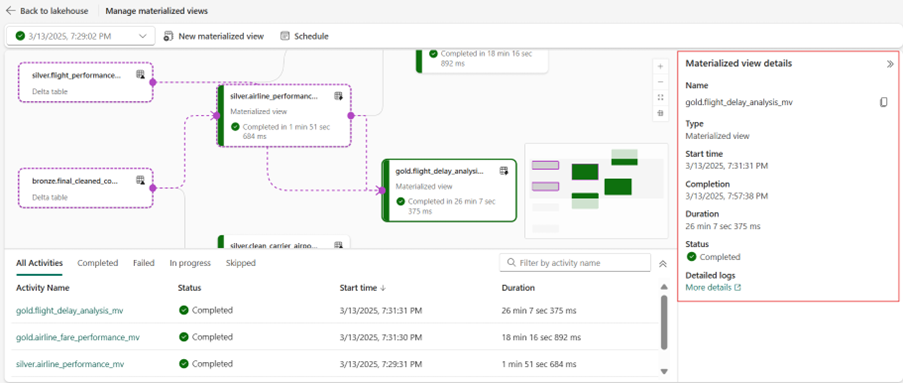 Back to lakehouse
Manage materialized views
3/13/2025, 7:29:02 PM
New materialized view
Schedule
Completed in 18 min 16 sec
892 ms
silver.flight_performance...
Delta table
silver.airline_performanc...
Materialized view
Completed in 1 min 51 sec
684 ms
bronze.final_cleaned_co...
Delta table
gold.flight_delay_analysi...
Materialized view
Completed in 26 min 7 sec
375 ms
silver.clean_carrier_airpo...
Materialized view details
Name
gold.flight_delay_analysis_mv
Type
Materialized view
Start time
3/13/2025, 7:31:31 PM
Completion
3/13/2025, 7:57:38 PM
Duration
26 min 7 sec 375 ms
Status
Completed
Detailed logs
More details
All Activities Completed Failed In progress Skipped
Filter by activity name
Activity Name Status Start time Duration
gold.flight_delay_analysis_mv Completed 3/13/2025, 7:31:31 PM 26 min 7 sec 375 ms
gold.airline_fare_performance_mv Completed 3/13/2025, 7:31:30 PM 18 min 16 sec 892 ms
silver.airline_performance_mv Completed 3/13/2025, 7:29:31 PM 1 min 51 sec 684 ms